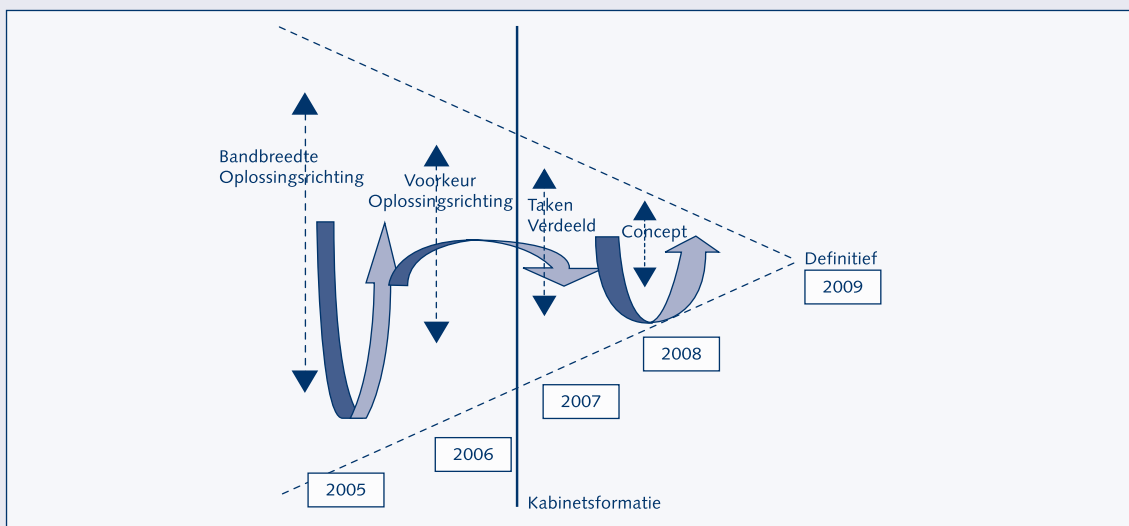 Bandbreedte
Oplossingsrichting
Voorkeur
Oplossingsrichting
Taken
Verdeeld
Concept
Definitief
2009
2008
2007
2006
2005
Kabinetsformatie